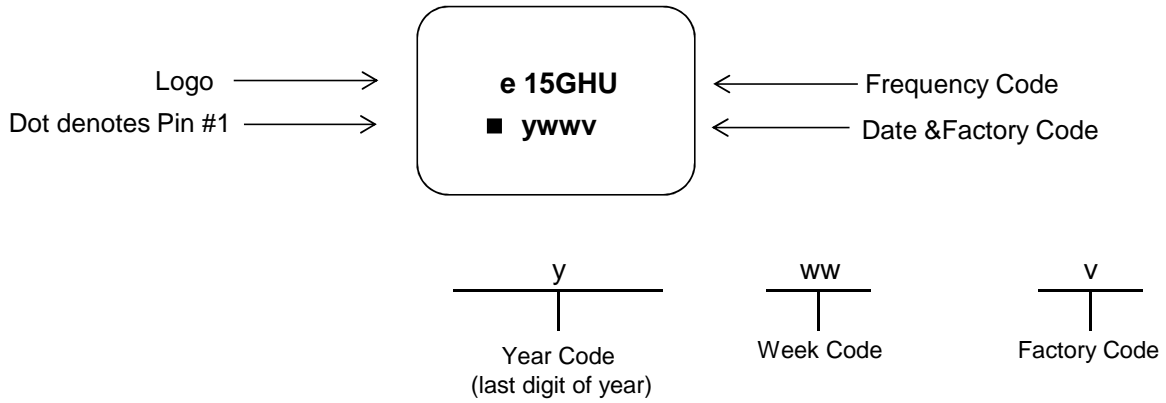 Logo
e 15GHU
Frequency Code
Dot denotes Pin #1
■ ywwv
Date &Factory Code
y
ww
v
Year Code
(last digit of year)
Week Code
Factory Code